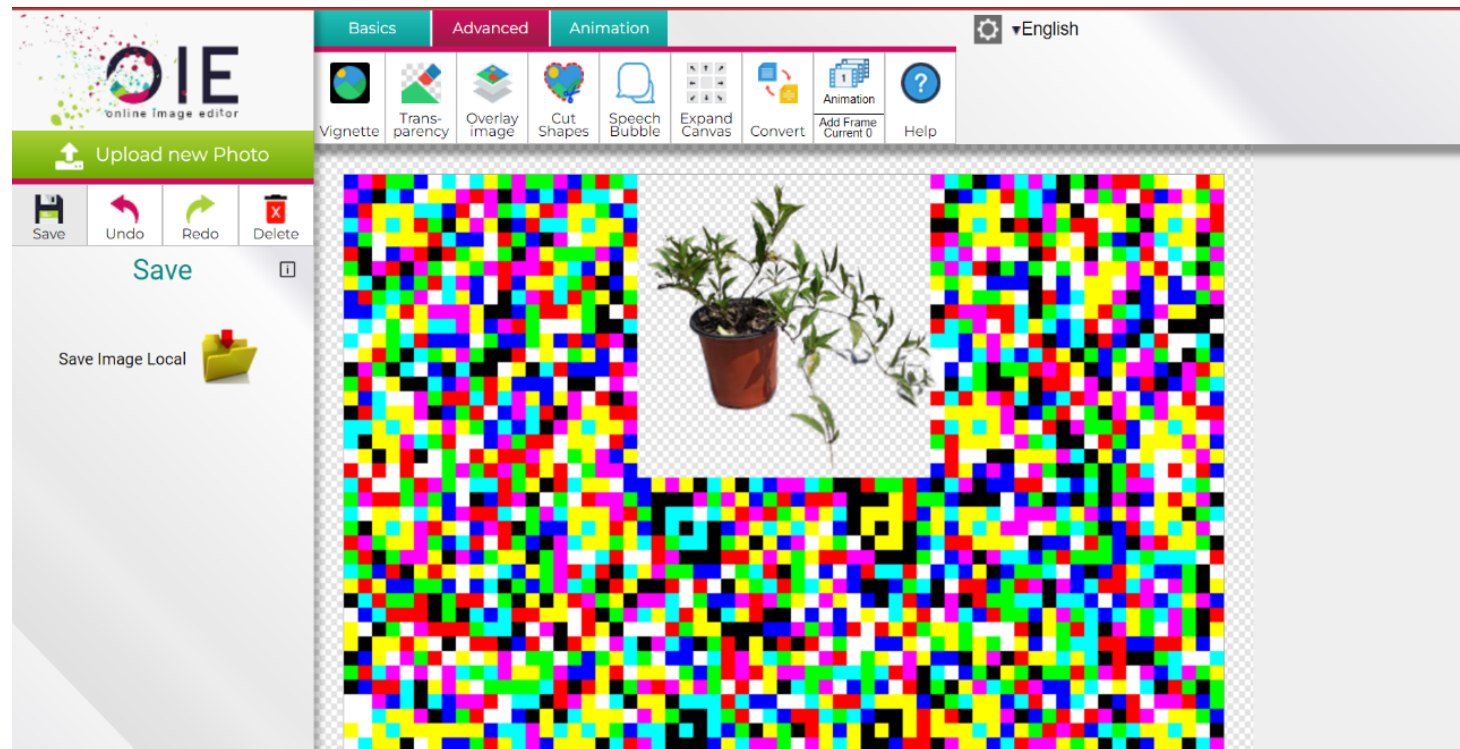 Basics
Advanced
Animation
▾English
OIE
online image editor
Vignette
Trans-
parency
Overlay
image
Cut
Shapes
Speech
Bubble
Expand
Canvas
Convert
1
Animation
Add Frame
Current 0
?
Help
Upload new Photo
Save
Undo
Redo
X
Delete
Save
i
Save Image Local